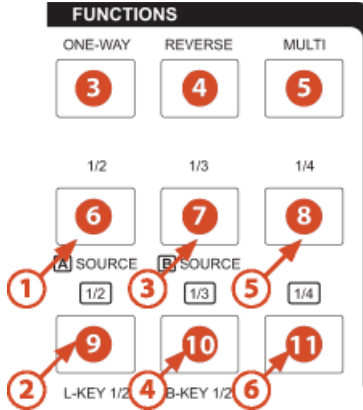 FUNCTIONS
ONE-WAY REVERSE MULTI
3 4 5
1/2 1/3 1/4
6 7 8
A SOURCE B SOURCE
1 3 5
1/2 1/3 1/4
9 10 11
2 4 6
L-KEY 1/2 B-KEY 1/2